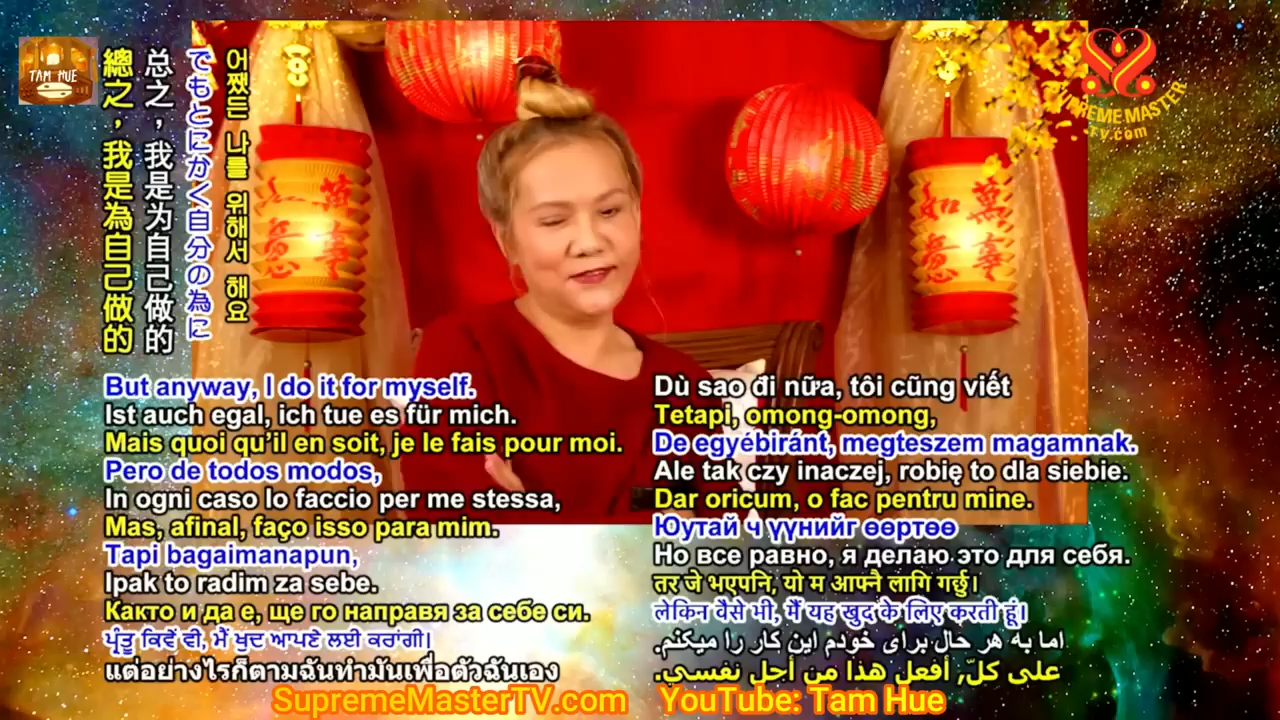 TAM HUE
總之，我是為自己做的
总之，我是为自己做的
でもとにかく自分の為に
어쨌든 나를 위해서 해요
萬事
如意
萬事
如意
SUPREME MASTER
TV.com
But anyway, I do it for myself.
Ist auch egal, ich tue es für mich.
Mais quoi qu'il en soit, je le fais pour moi.
Pero de todos modos,
In ogni caso lo faccio per me stessa,
Mas, afinal, faço isso para mim.
Tapi bagaimanapun,
Ipak to radim za sebe.
Както и да е, ще го направя за себе си.
ਪ੍ਰੰਤੂ ਕਿਵੇਂ ਵੀ, ਮੈਂ ਖੁਦ ਆਪਣੇ ਲਈ ਕਰਾਂਗੀ।
แต่อย่างไรก็ตามฉันทำมันเพื่อตัวฉันเอง
Dù sao đi nữa, tôi cũng viết
Tetapi, omong-omong,
De egyébiránt, megteszem magamnak.
Ale tak czy inaczej, robię to dla siebie.
Dar oricum, o fac pentru mine.
Юутай ч үүнийг өөртөө
Но все равно, я делаю это для себя.
तर जे भएपनि, यो म आफ्नै लागि गर्छु।
लेकिन वैसे भी, मैं यह खुद के लिए करती हूं।
اما به هر حال برای خودم این کار را میکنم.
على كلّ, أفعل هذا من أجل نفسي.
SupremeMasterTV.com
YouTube: Tam Hue